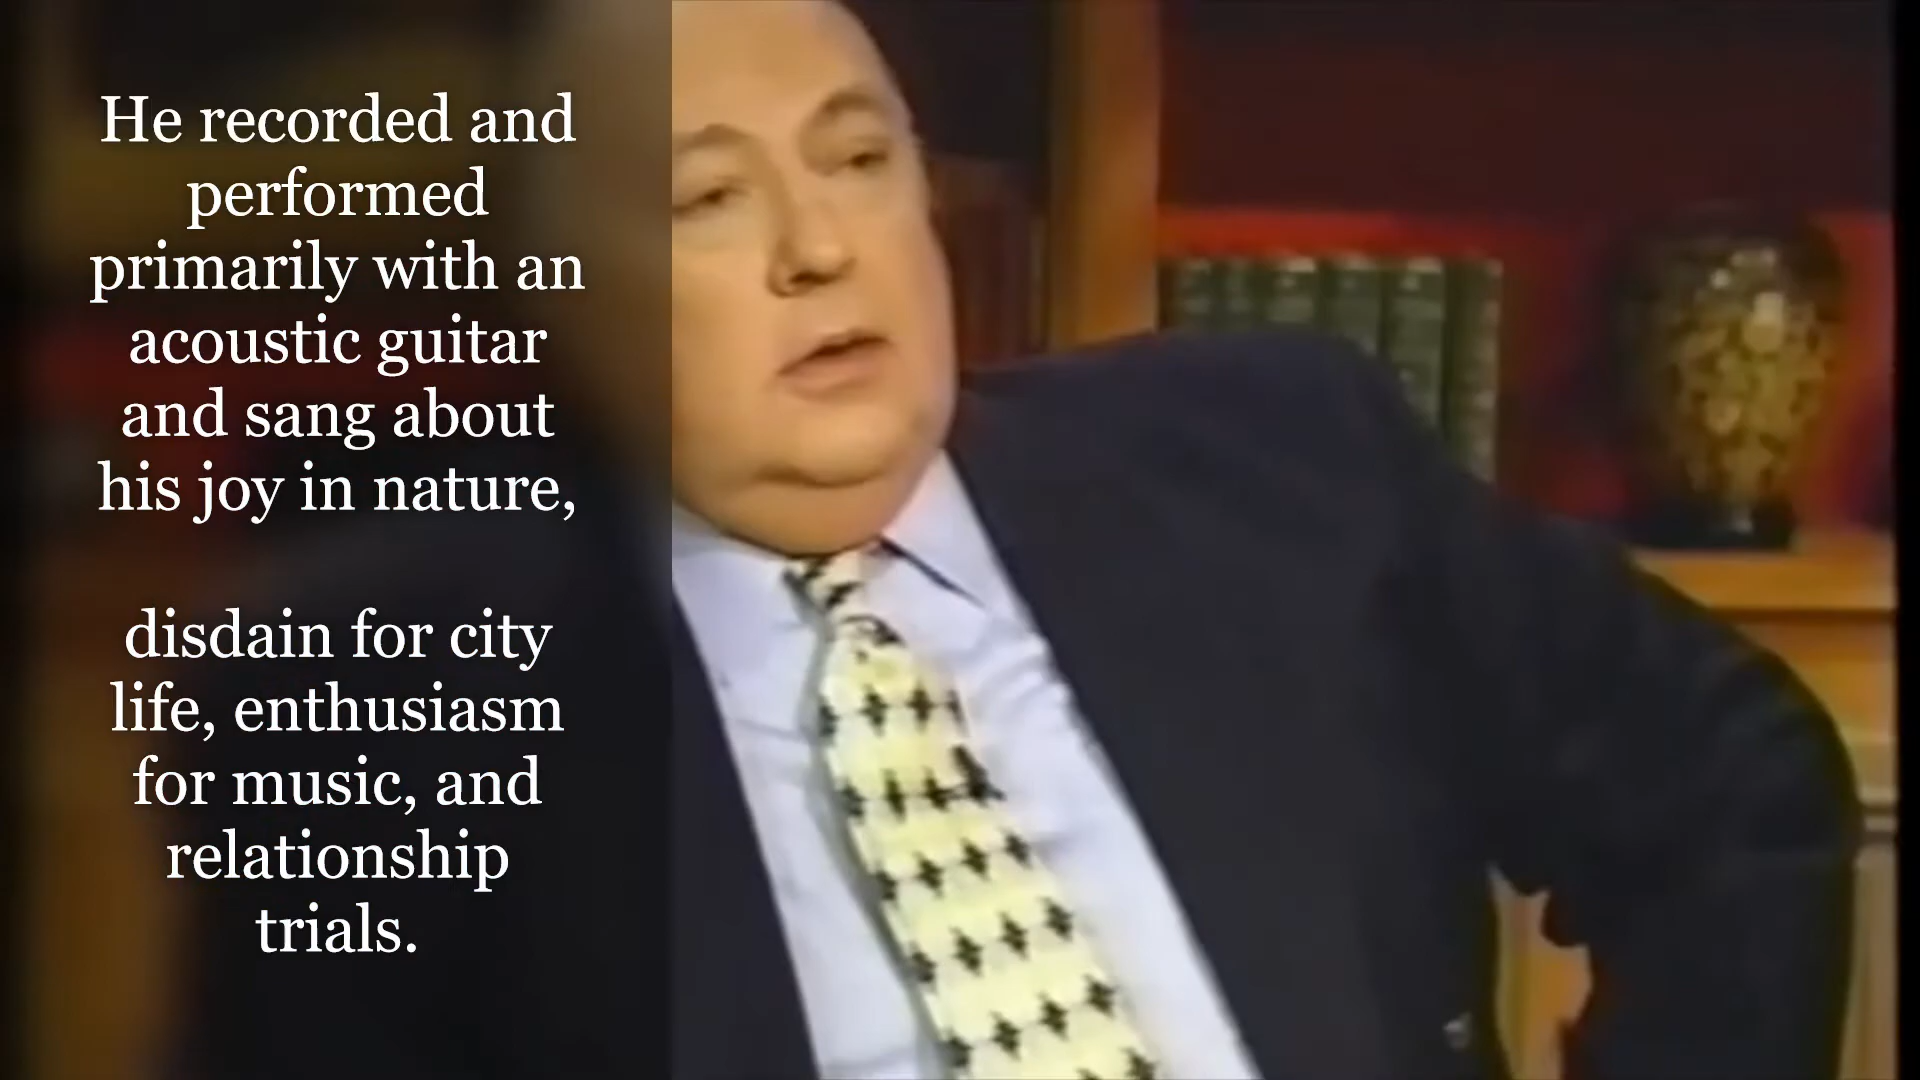 He recorded and
performed
primarily with an
acoustic guitar
and sang about
his joy in nature,
disdain for city
life, enthusiasm
for music, and
relationship
trials.